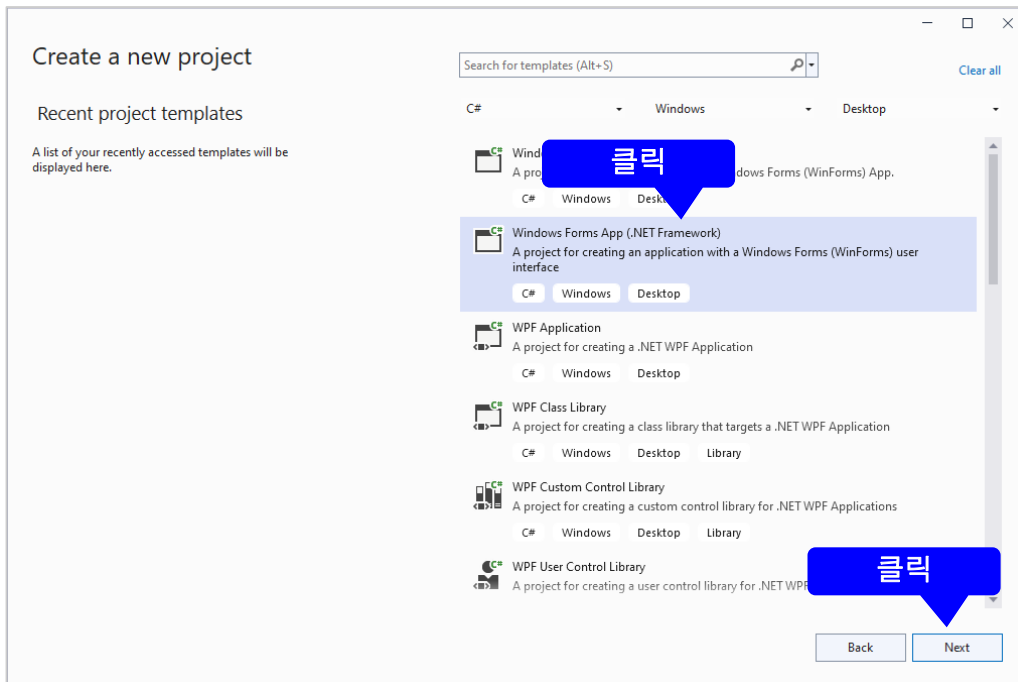 Create a new project
Search for templates (Alt+S)
Clear all
Recent project templates
C# Windows Desktop
A list of your recently accessed templates will be
displayed here.
클릭
dows Forms (WinForms) App.
C# Windows
Windows Forms App (.NET Framework)
A project for creating an application with a Windows Forms (WinForms) user
interface
C# Windows Desktop
WPF Application
A project for creating a .NET WPF Application
C# Windows Desktop
WPF Class Library
A project for creating a class library that targets a .NET WPF Application
C# Windows Desktop Library
WPF Custom Control Library
A project for creating a custom control library for .NET WPF Applications
C# Windows Desktop Library
WPF User Control Library
A project for creating a user control library for .NET WPF
클릭
Back Next